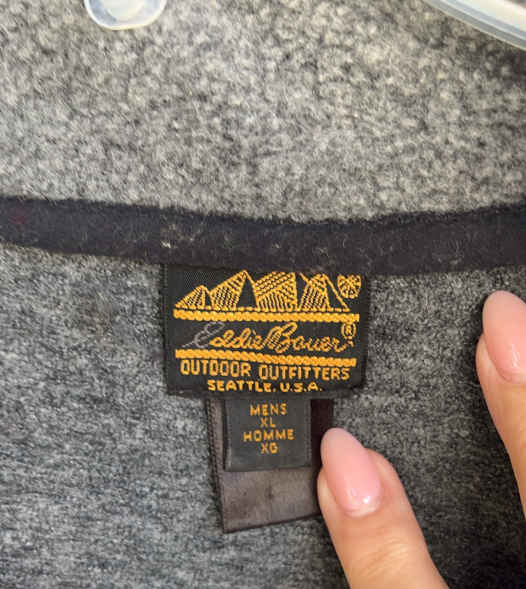 Eddie Bauer®
OUTDOOR OUTFITTERS
SEATTLE, U.S.A.
MENS
XL
HOMME
XG